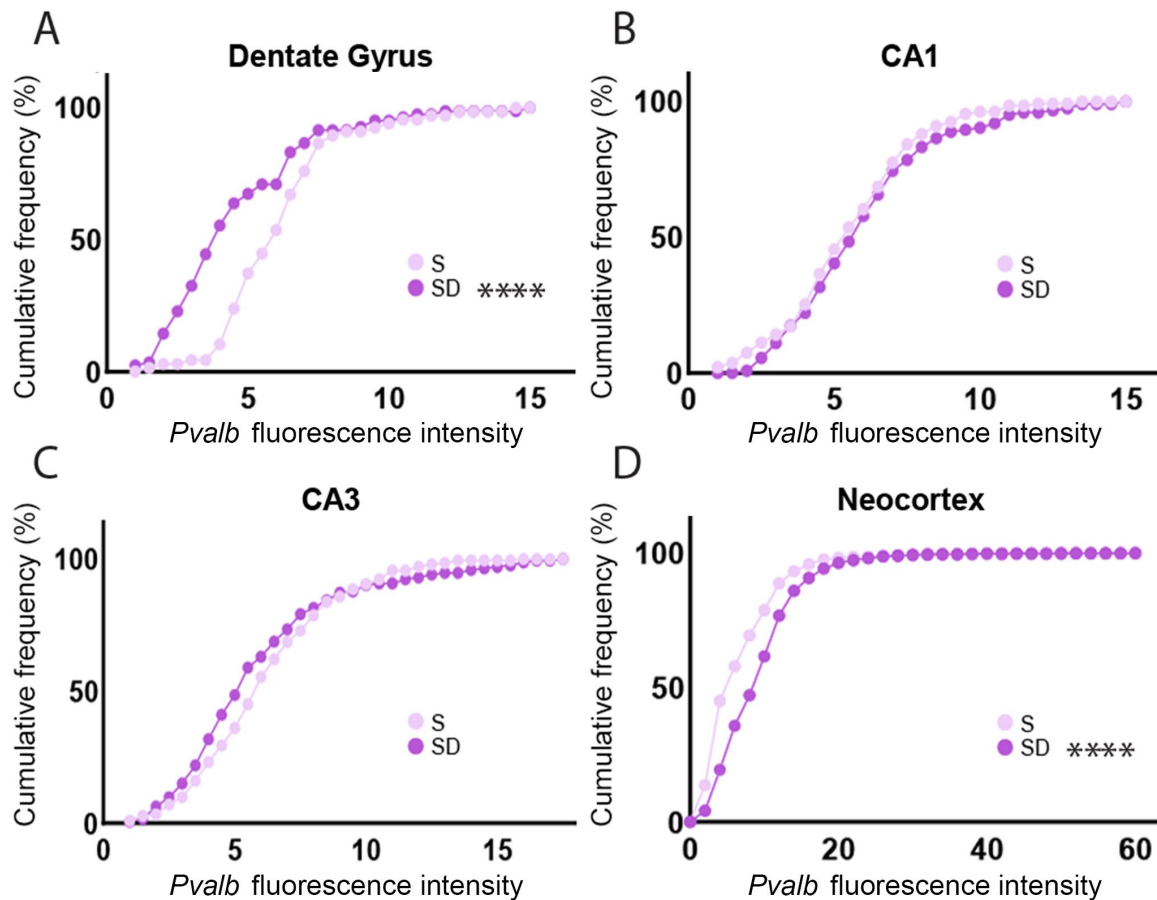 A
Dentate Gyrus
Cumulative frequency (%)
100
50
0
S
SD ****
0 5 10 15
Pvalb fluorescence intensity
B
CA1
Cumulative frequency (%)
100
50
0
S
SD
0 5 10 15
Pvalb fluorescence intensity
C
CA3
Cumulative frequency (%)
100
50
0
S
SD
0 5 10 15
Pvalb fluorescence intensity
D
Neocortex
Cumulative frequency (%)
100
50
0
S
SD ****
0 20 40 60
Pvalb fluorescence intensity